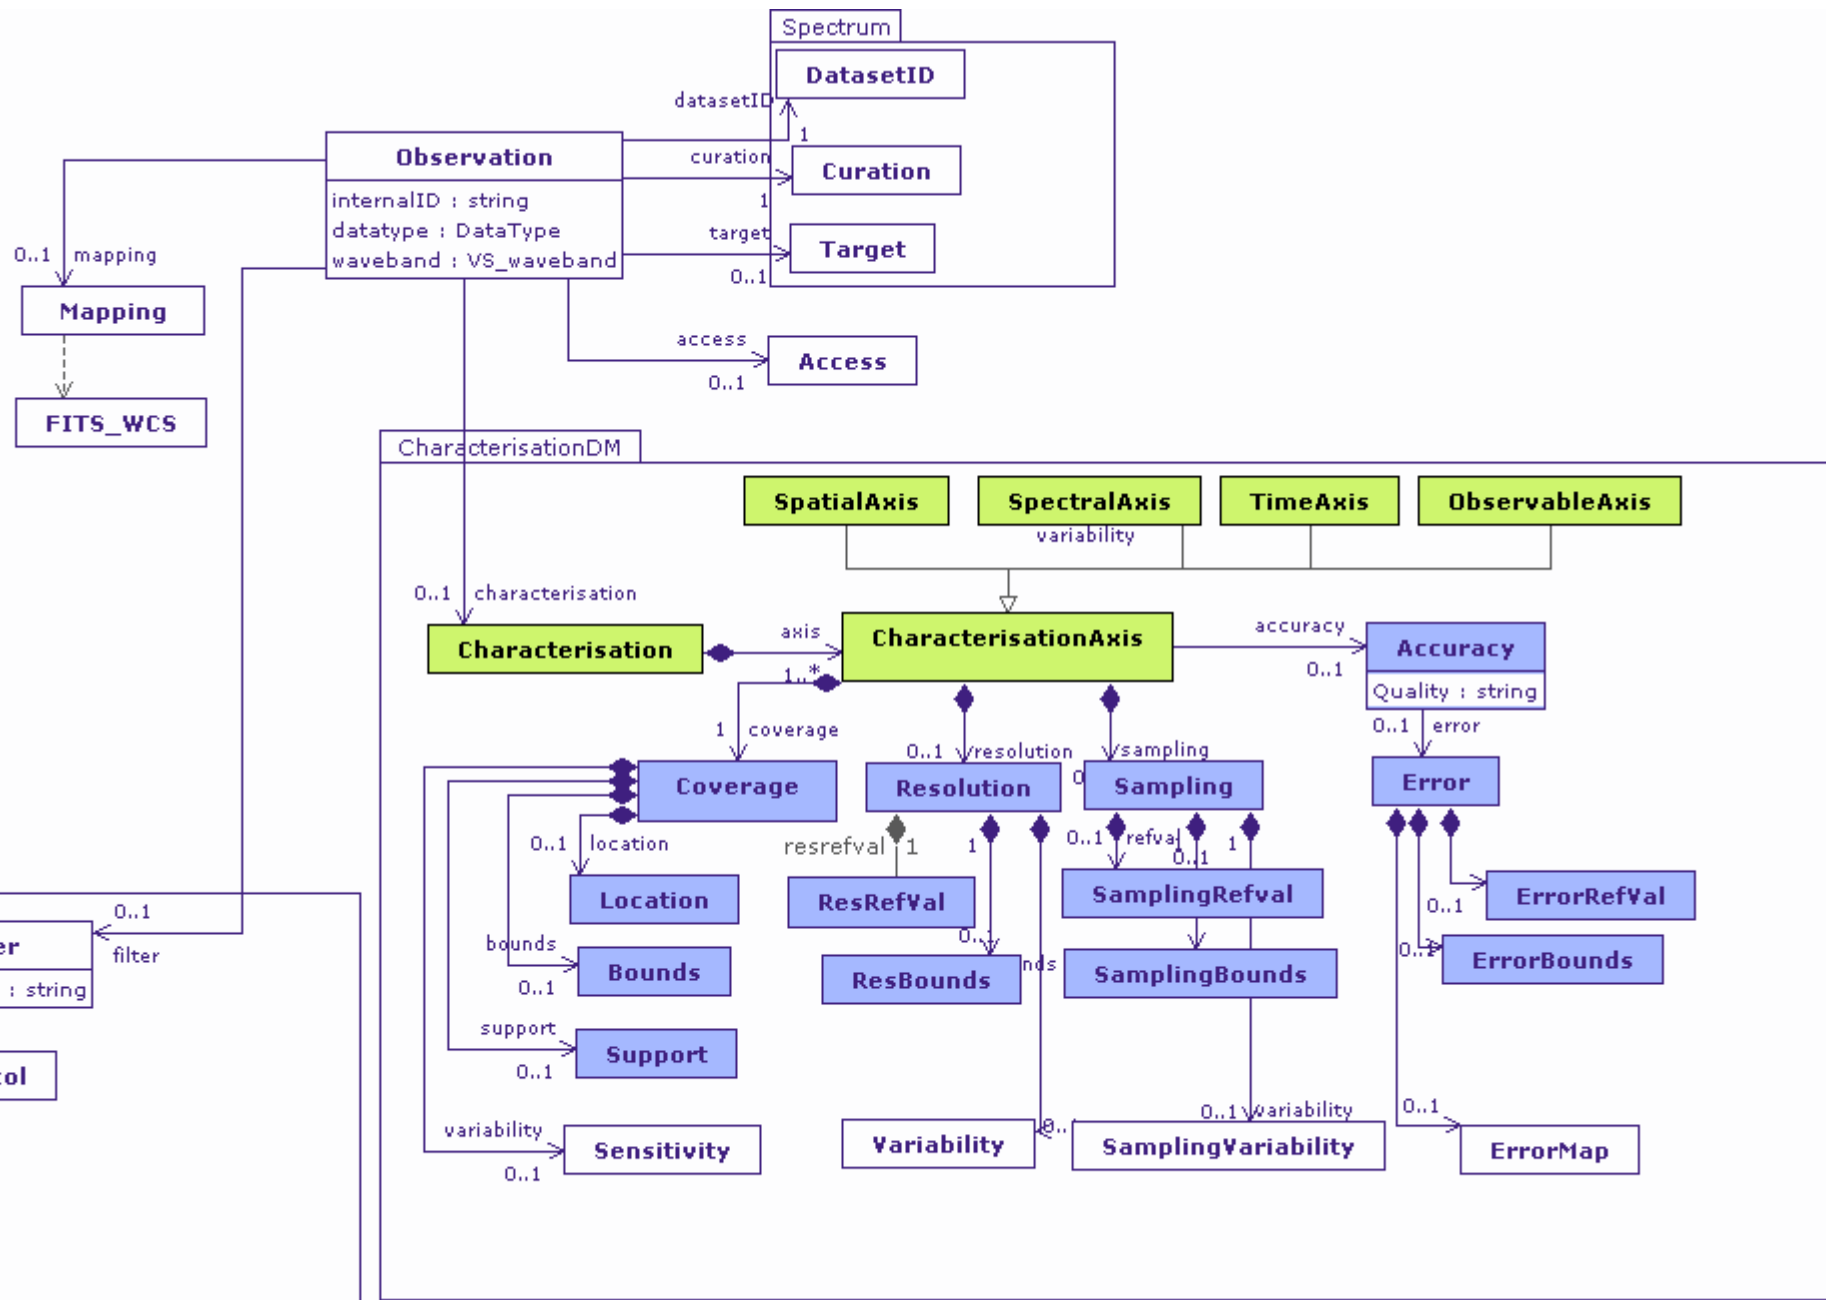 Spectrum
DatasetID
datasetID
1
Observation
internalID : string
datatype : DataType
waveband : VS_waveband
curation
Curation
1
target
Target
0..1
0..1 mapping
Mapping
FITS_WCS
access
Access
0..1
CharacterisationDM
SpatialAxis
SpectralAxis
TimeAxis
ObservableAxis
variability
0..1 characterisation
Characterisation
axis
1..*
CharacterisationAxis
accuracy
0..1
Accuracy
Quality : string
0..1 error
1 coverage
0..1 resolution
sampling
Coverage
Resolution
0
Sampling
Error
0..1 location
resrefval 1
1
0..1 refval
0..1
1
Location
ResRefVal
SamplingRefval
0..1
ErrorRefVal
0..1
filter
er
: string
col
bounds
0..1
Bounds
ResBounds
nds
SamplingBounds
0..1
ErrorBounds
support
0..1
Support
variability
0..1
Sensitivity
Variability
0..
0..1 variability
SamplingVariability
0..1
ErrorMap